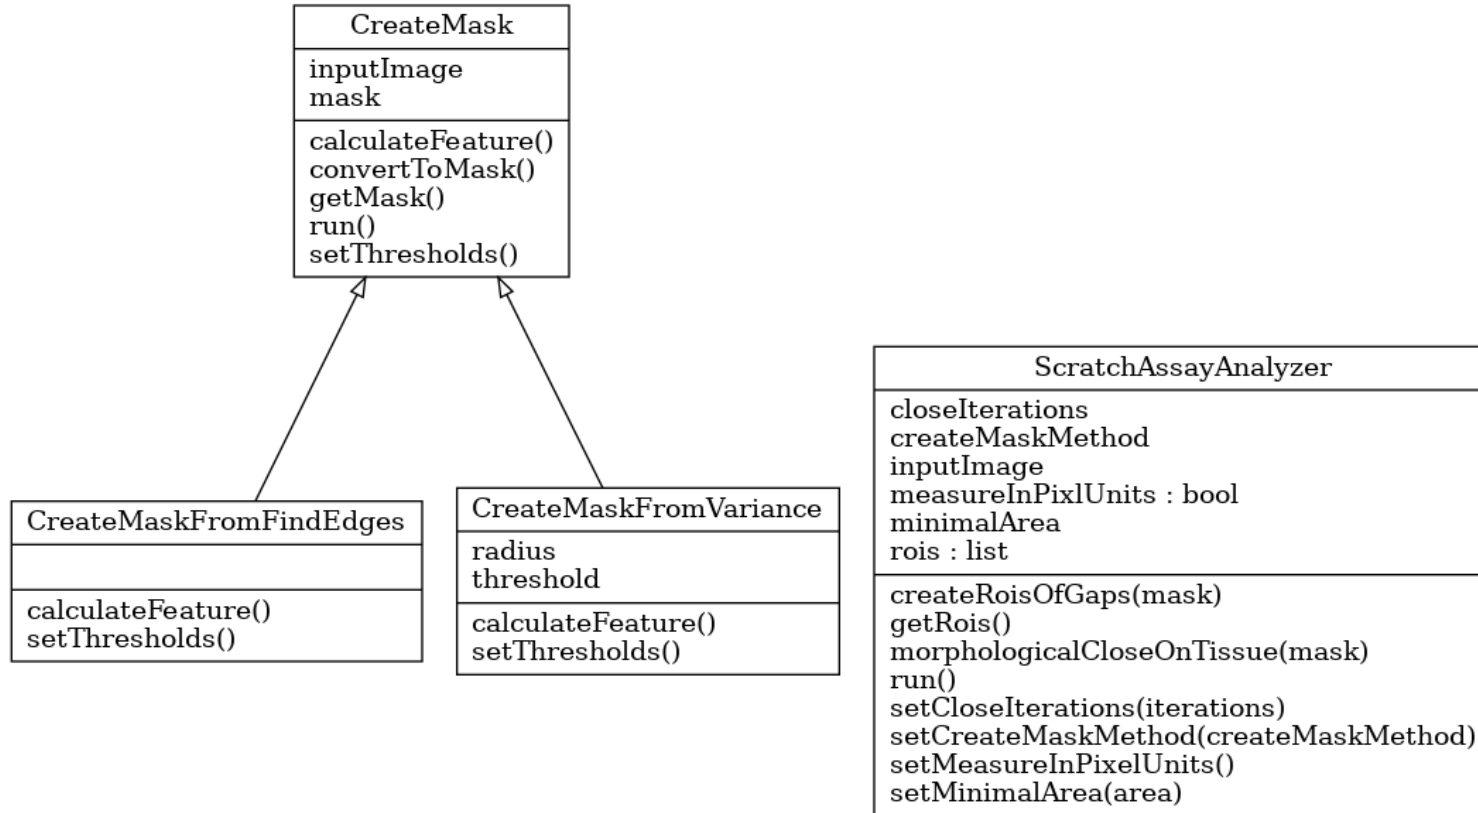 CreateMask
inputImage
mask
calculateFeature()
convertToMask()
getMask()
run()
setThresholds()
CreateMaskFromFindEdges
calculateFeature()
setThresholds()
CreateMaskFromVariance
radius
threshold
calculateFeature()
setThresholds()
ScratchAssayAnalyzer
closeIterations
createMaskMethod
inputImage
measureInPixlUnits : bool
minimalArea
rois : list
createRoisOfGaps(mask)
getRois()
morphologicalCloseOnTissue(mask)
run()
setCloseIterations(iterations)
setCreateMaskMethod(createMaskMethod)
setMeasureInPixelUnits()
setMinimalArea(area)